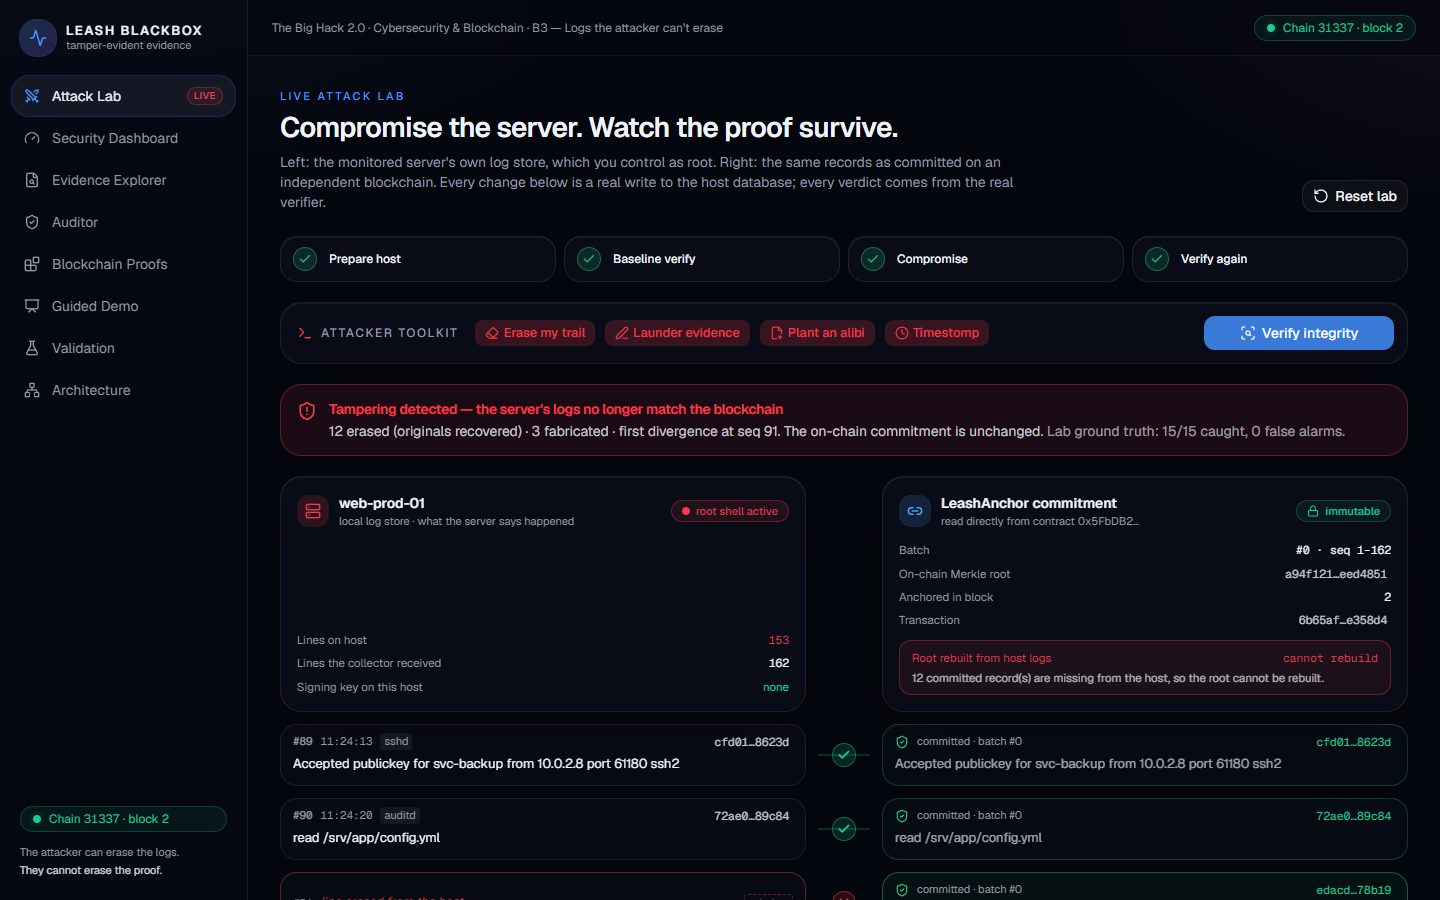 LEASH BLACKBOX
tamper-evident evidence
Attack Lab
LIVE
Security Dashboard
Evidence Explorer
Auditor
Blockchain Proofs
Guided Demo
Validation
Architecture
Chain 31337 · block 2
The attacker can erase the logs.
They cannot erase the proof.
The Big Hack 2.0 · Cybersecurity & Blockchain · B3 — Logs the attacker can't erase
Chain 31337 · block 2
LIVE ATTACK LAB
Compromise the server. Watch the proof survive.
Left: the monitored server's own log store, which you control as root. Right: the same records as committed on an
independent blockchain. Every change below is a real write to the host database; every verdict comes from the real
verifier.
Reset lab
Prepare host
Baseline verify
Compromise
Verify again
ATTACKER TOOLKIT
Erase my trail
Launder evidence
Plant an alibi
Timestomp
Verify integrity
Tampering detected — the server's logs no longer match the blockchain
12 erased (originals recovered) · 3 fabricated · first divergence at seq 91. The on-chain commitment is unchanged. Lab ground truth: 15/15 caught, 0 false alarms.
web-prod-01
local log store · what the server says happened
root shell active
Lines on host 153
Lines the collector received 162
Signing key on this host none
LeashAnchor commitment
read directly from contract 0x5FbDB2…
immutable
Batch #0 · seq 1–162
On-chain Merkle root a94f121…eed4851
Anchored in block 2
Transaction 6b65af…e358d4
Root rebuilt from host logs cannot rebuild
12 committed record(s) are missing from the host, so the root cannot be rebuilt.
#89 11:24:13 sshd cfd01…8623d
Accepted publickey for svc-backup from 10.0.2.8 port 61180 ssh2
committed · batch #0 cfd01…8623d
Accepted publickey for svc-backup from 10.0.2.8 port 61180 ssh2
#90 11:24:20 auditd 72ae0…89c84
read /srv/app/config.yml
committed · batch #0 72ae0…89c84
read /srv/app/config.yml
committed · batch #0 edacd…78b19